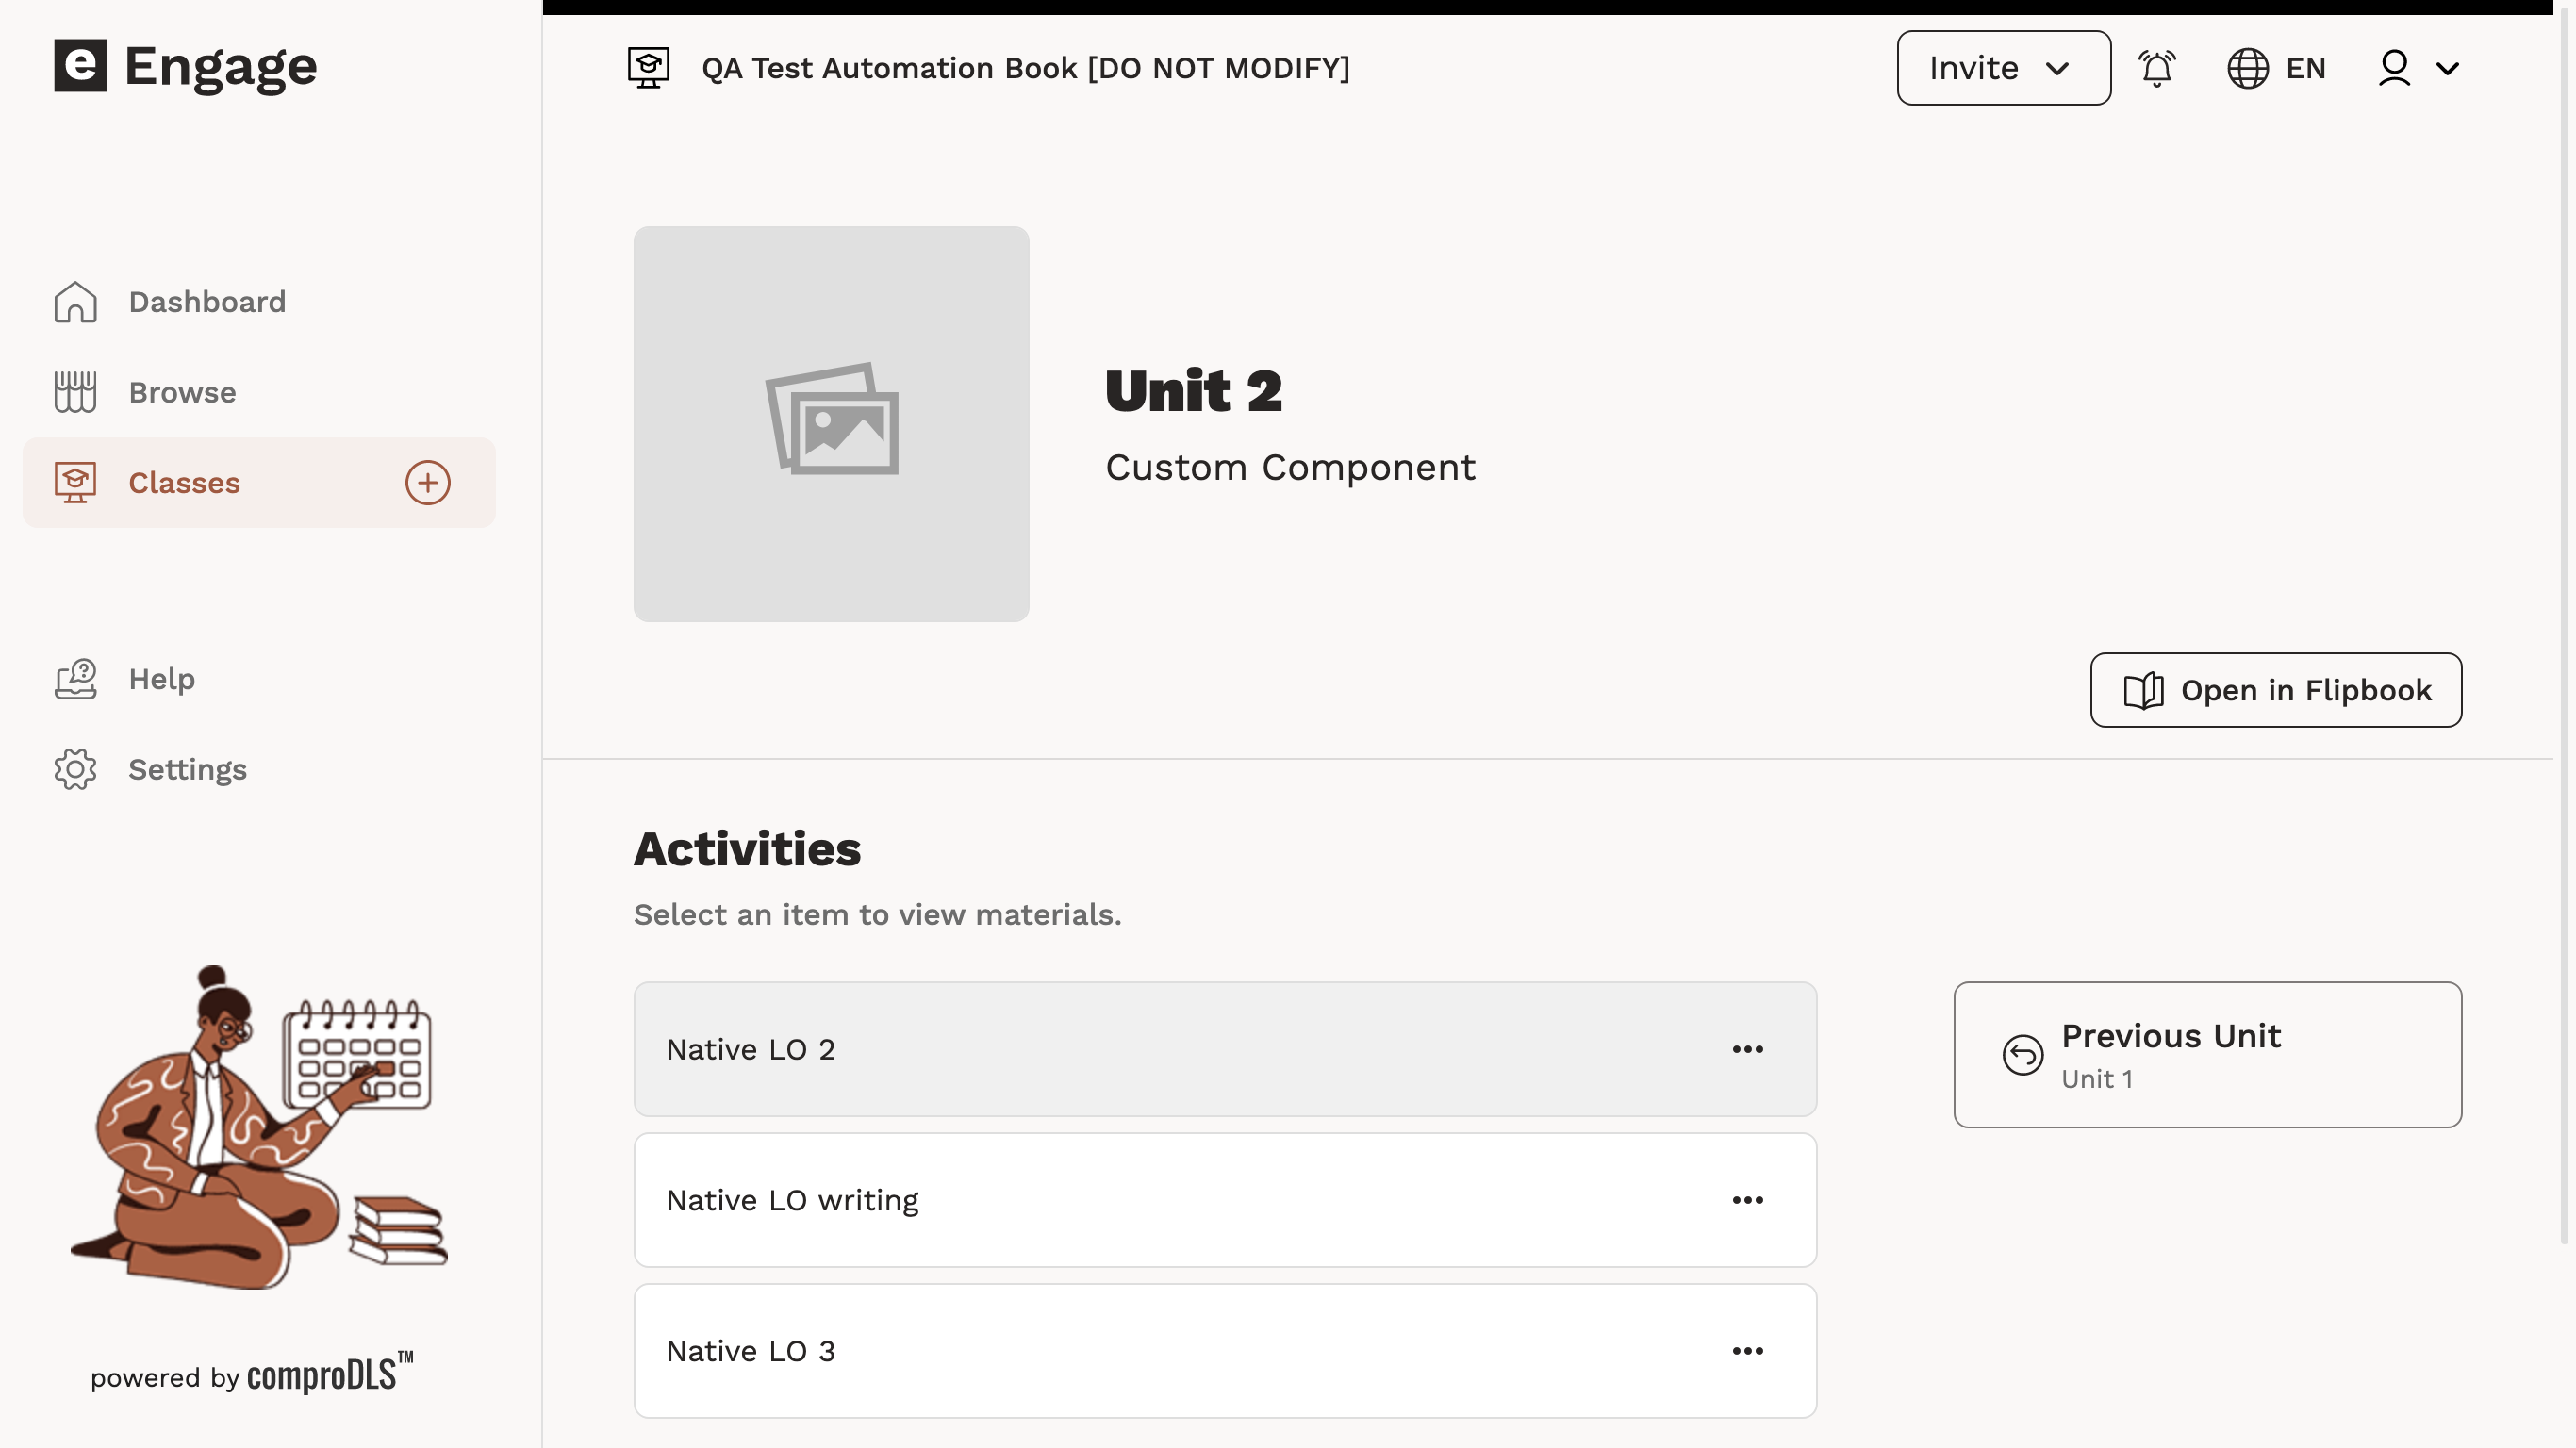 e Engage
Dashboard
Browse
Classes
Help
Settings
powered by comproDLS™
QA Test Automation Book [DO NOT MODIFY]
Invite
EN
Unit 2
Custom Component
Open in Flipbook
Activities
Select an item to view materials.
Native LO 2
Native LO writing
Native LO 3
Previous Unit
Unit 1